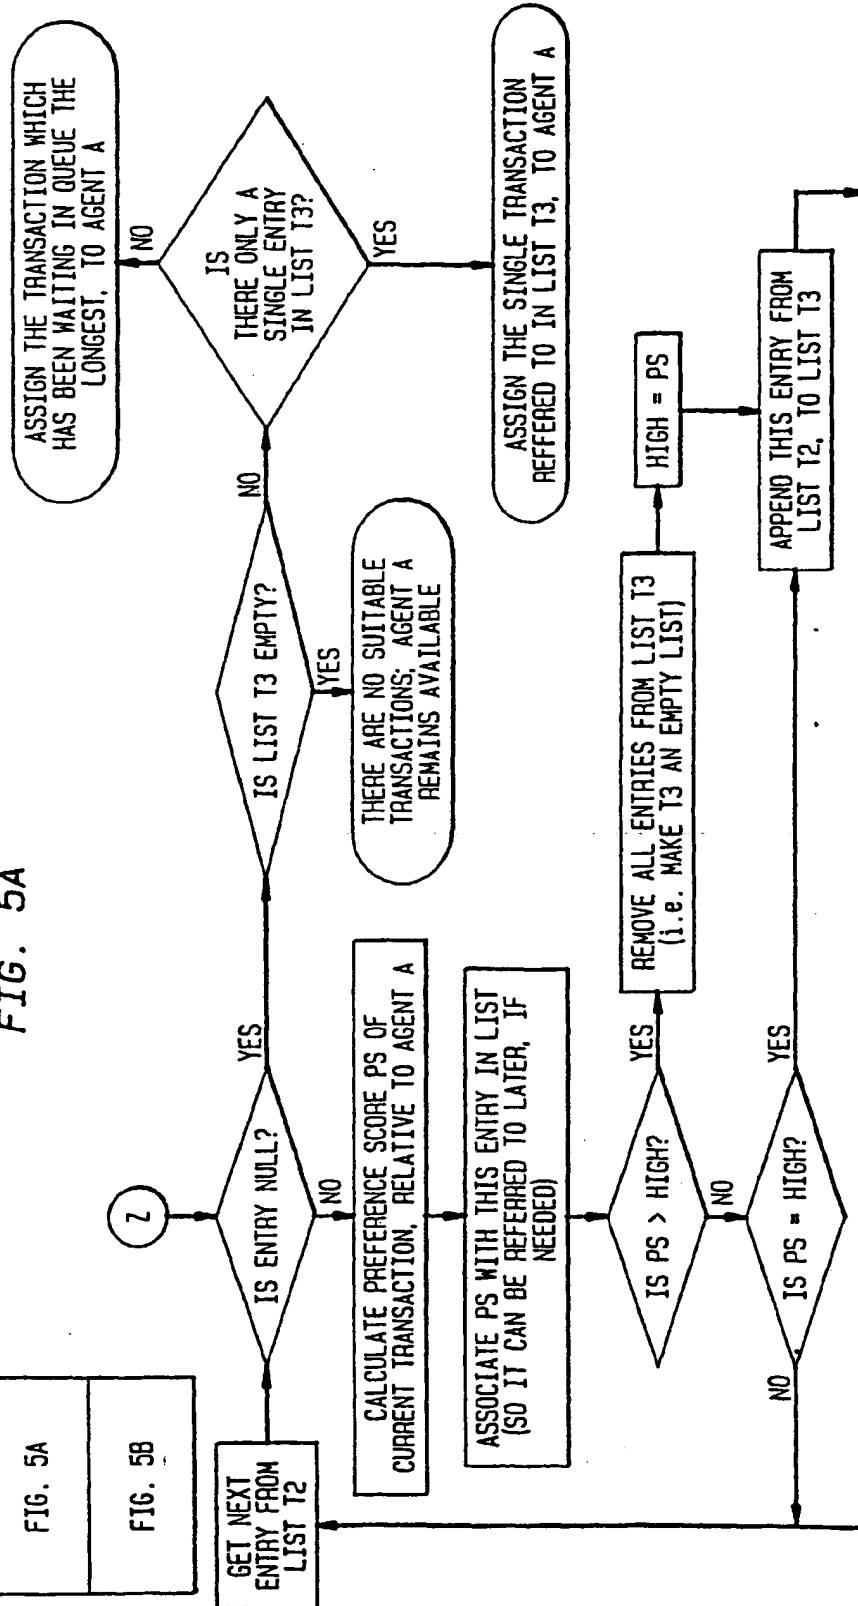 FIG. 5A
FIG. 5A
FIG. 5B
Z
GET NEXT
ENTRY FROM
LIST T2
IS ENTRY NULL?
YES
NO
IS LIST T3 EMPTY?
NO
YES
IS
THERE ONLY A
SINGLE ENTRY
IN LIST T3?
NO
YES
ASSIGN THE TRANSACTION WHICH
HAS BEEN WAITING IN QUEUE THE
LONGEST, TO AGENT A
THERE ARE NO SUITABLE
TRANSACTIONS; AGENT A
REMAINS AVAILABLE
ASSIGN THE SINGLE TRANSACTION
REFFERED TO IN LIST T3, TO AGENT A
CALCULATE PREFERENCE SCORE PS OF
CURRENT TRANSACTION, RELATIVE TO AGENT A
ASSOCIATE PS WITH THIS ENTRY IN LIST
(SO IT CAN BE REFERRED TO LATER, IF
NEEDED)
IS PS > HIGH?
YES
NO
REMOVE ALL ENTRIES FROM LIST T3
(i.e. MAKE T3 AN EMPTY LIST)
HIGH = PS
IS PS = HIGH?
YES
NO
APPEND THIS ENTRY FROM
LIST T2, TO LIST T3